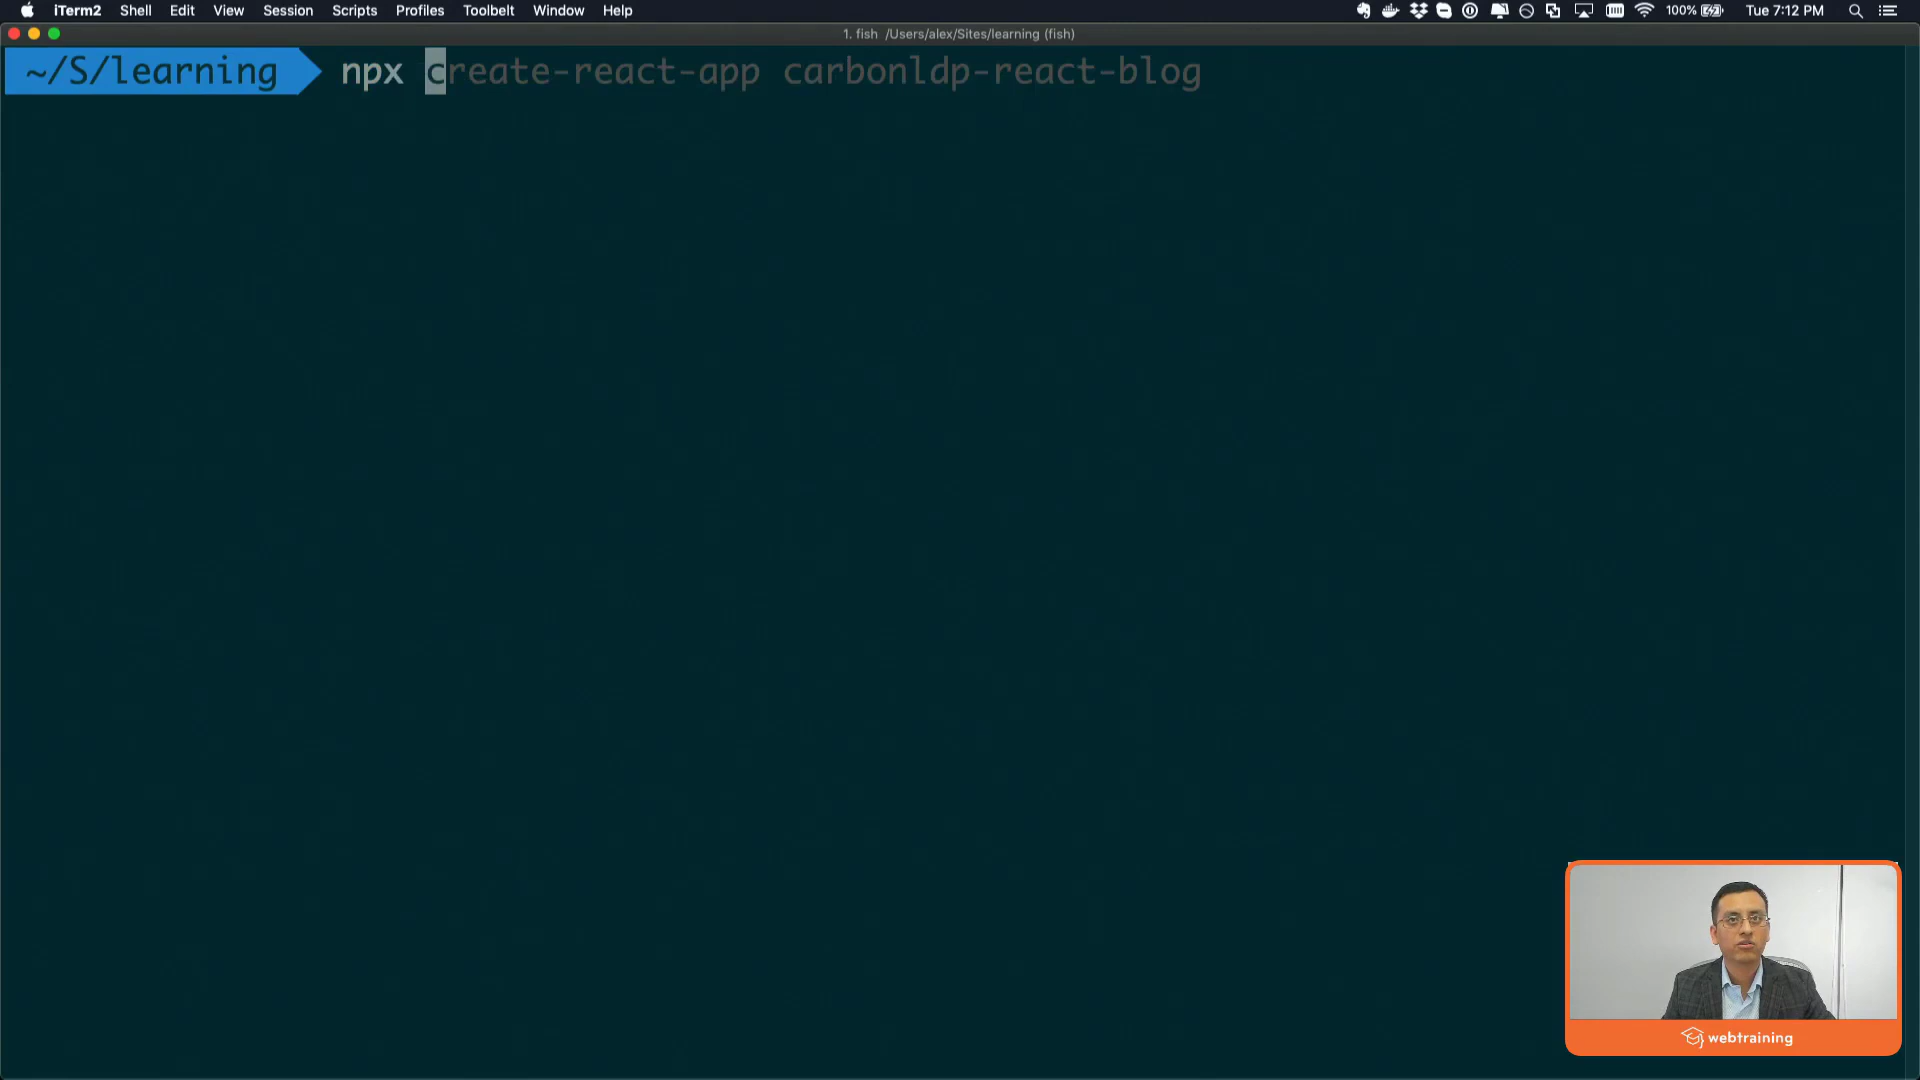 iTerm2 Shell Edit View Session Scripts Profiles Toolbelt Window Help 100% Tue 7:12 PM
1. fish /Users/alex/Sites/learning (fish)
~/S/learning npx create-react-app carbonldp-react-blog
webtraining